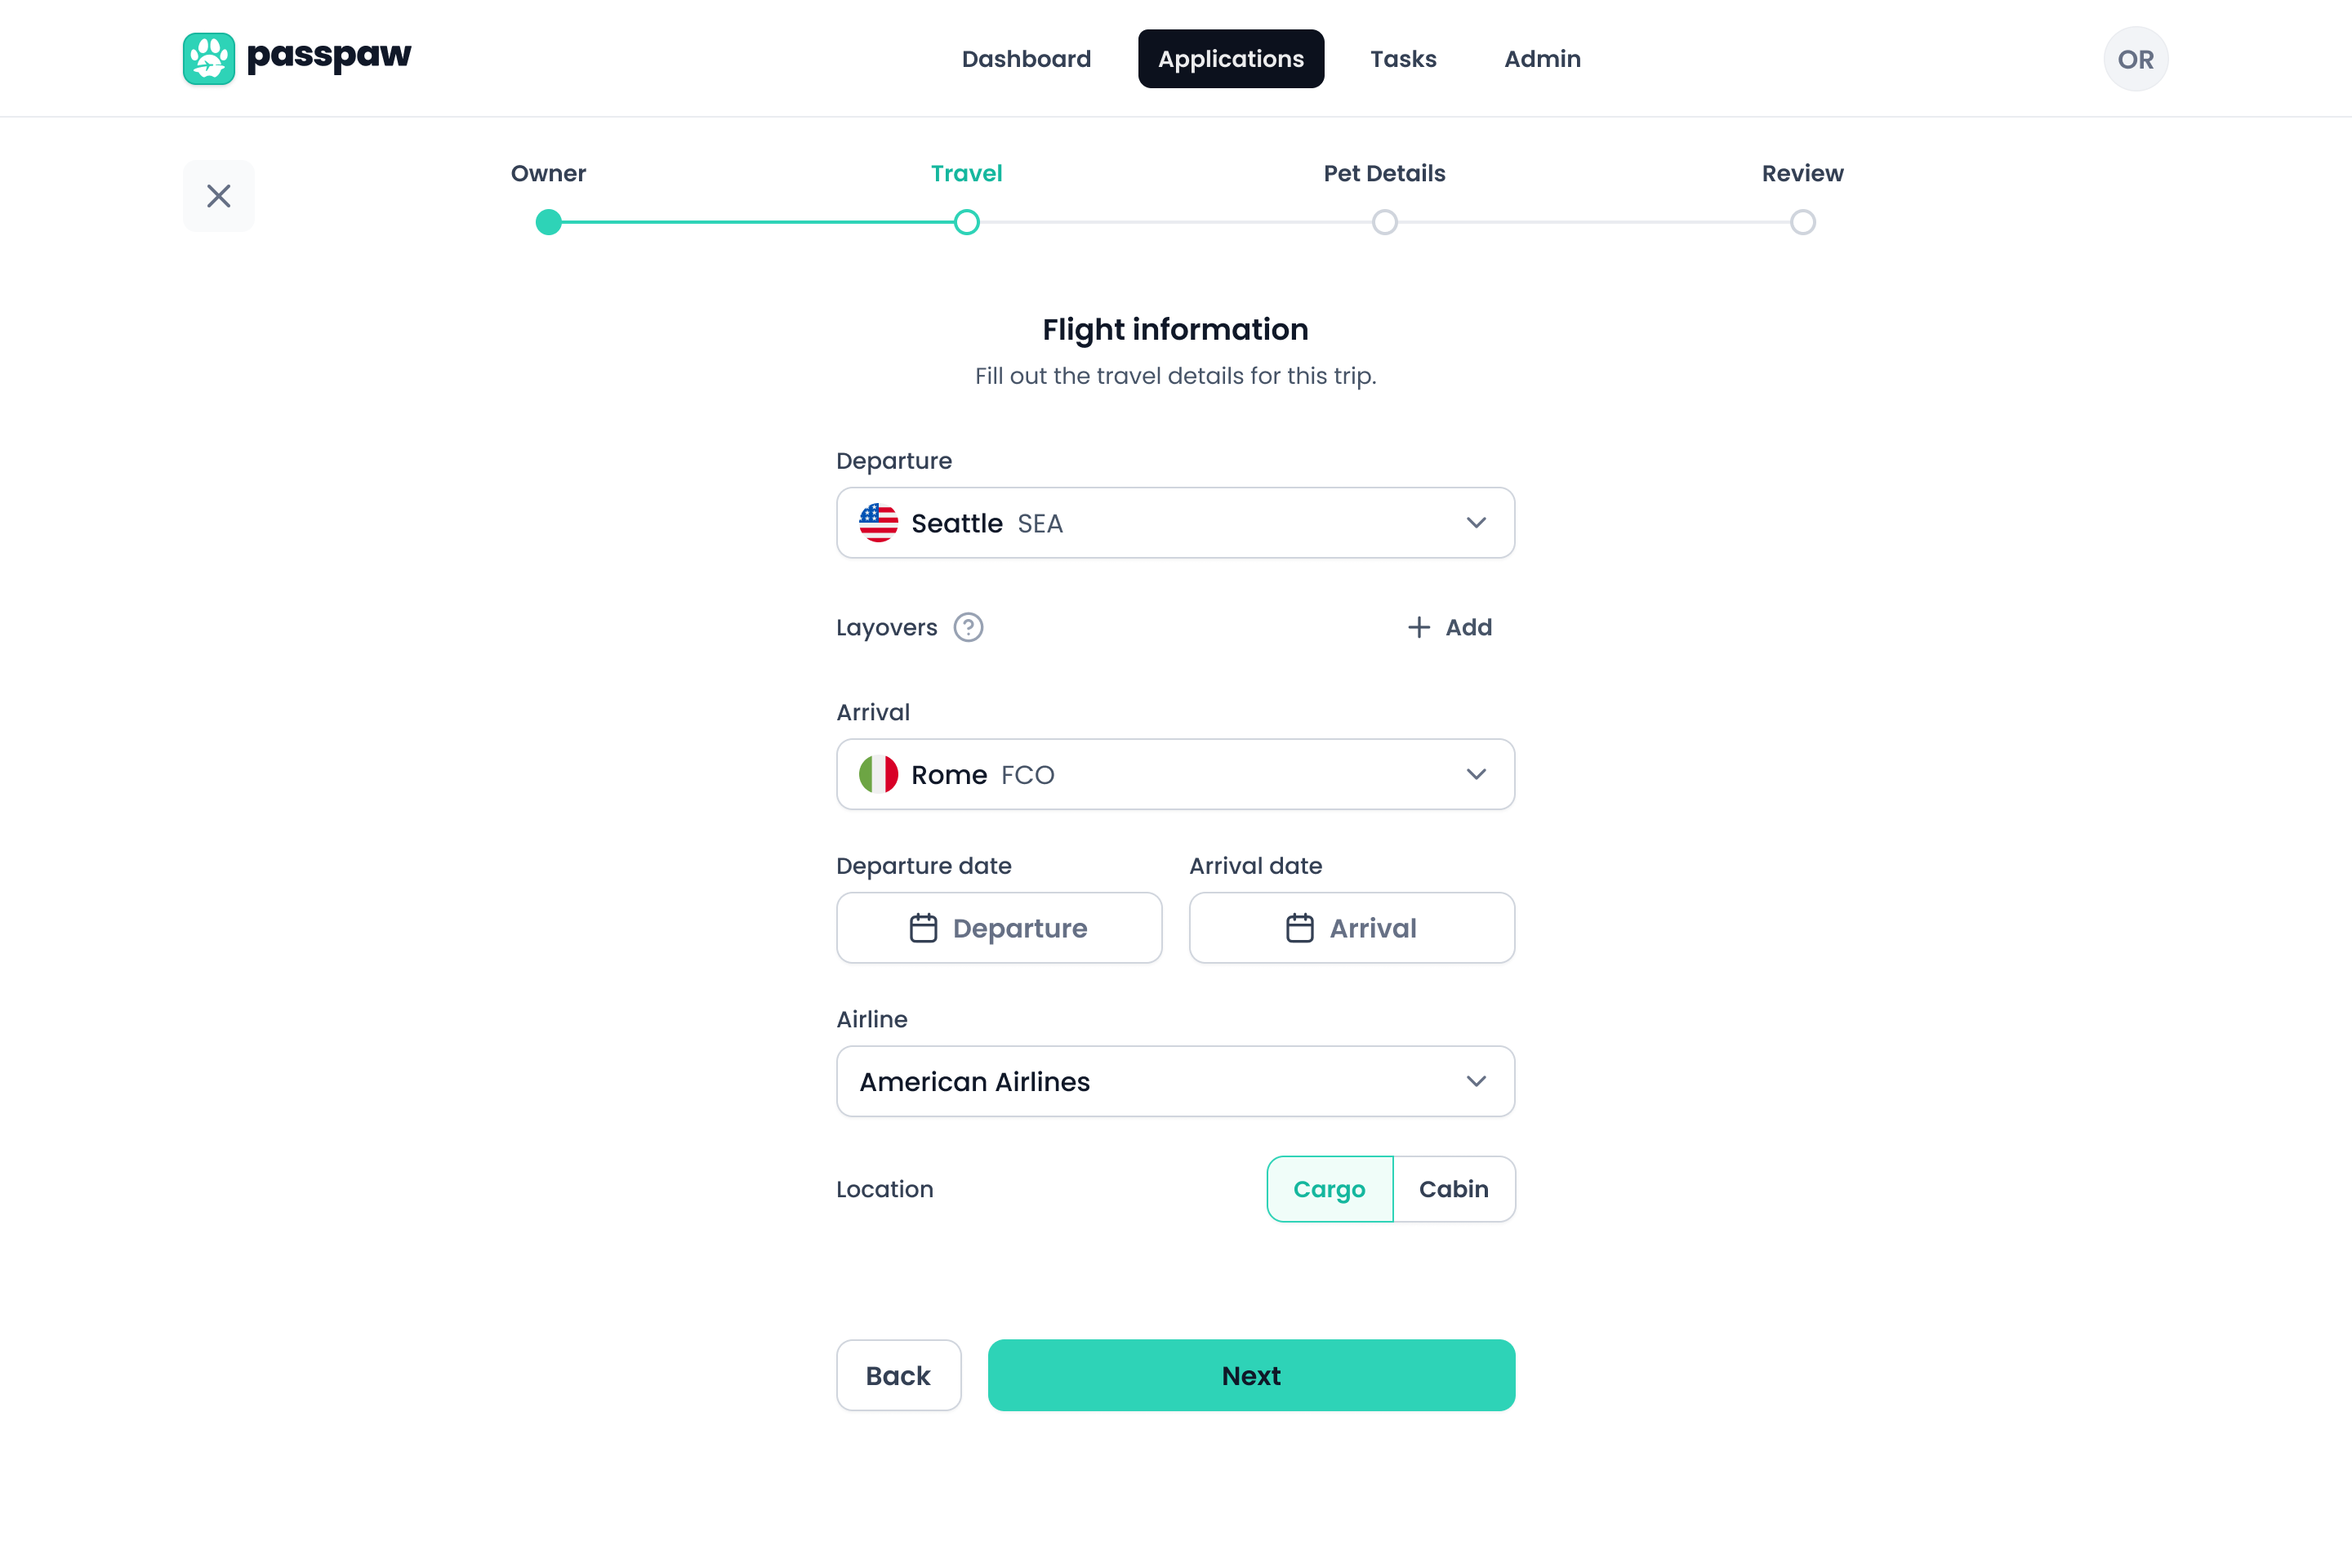 passpaw
Dashboard Applications Tasks Admin
OR
Owner Travel Pet Details Review
Flight information
Fill out the travel details for this trip.
Departure
Seattle SEA
Layovers ? + Add
Arrival
Rome FCO
Departure date Arrival date
Departure Arrival
Airline
American Airlines
Location Cargo Cabin
Back Next